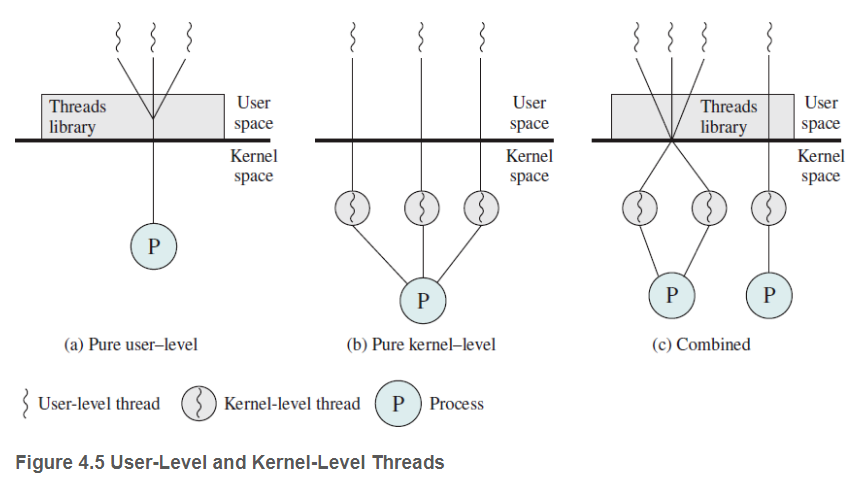 Threads
library
User
space
Kernel
space
P
(a) Pure user–level
User
space
Kernel
space
P
(b) Pure kernel–level
Threads
library
User
space
Kernel
space
P
P
(c) Combined
User-level thread
Kernel-level thread
P
Process
Figure 4.5 User-Level and Kernel-Level Threads